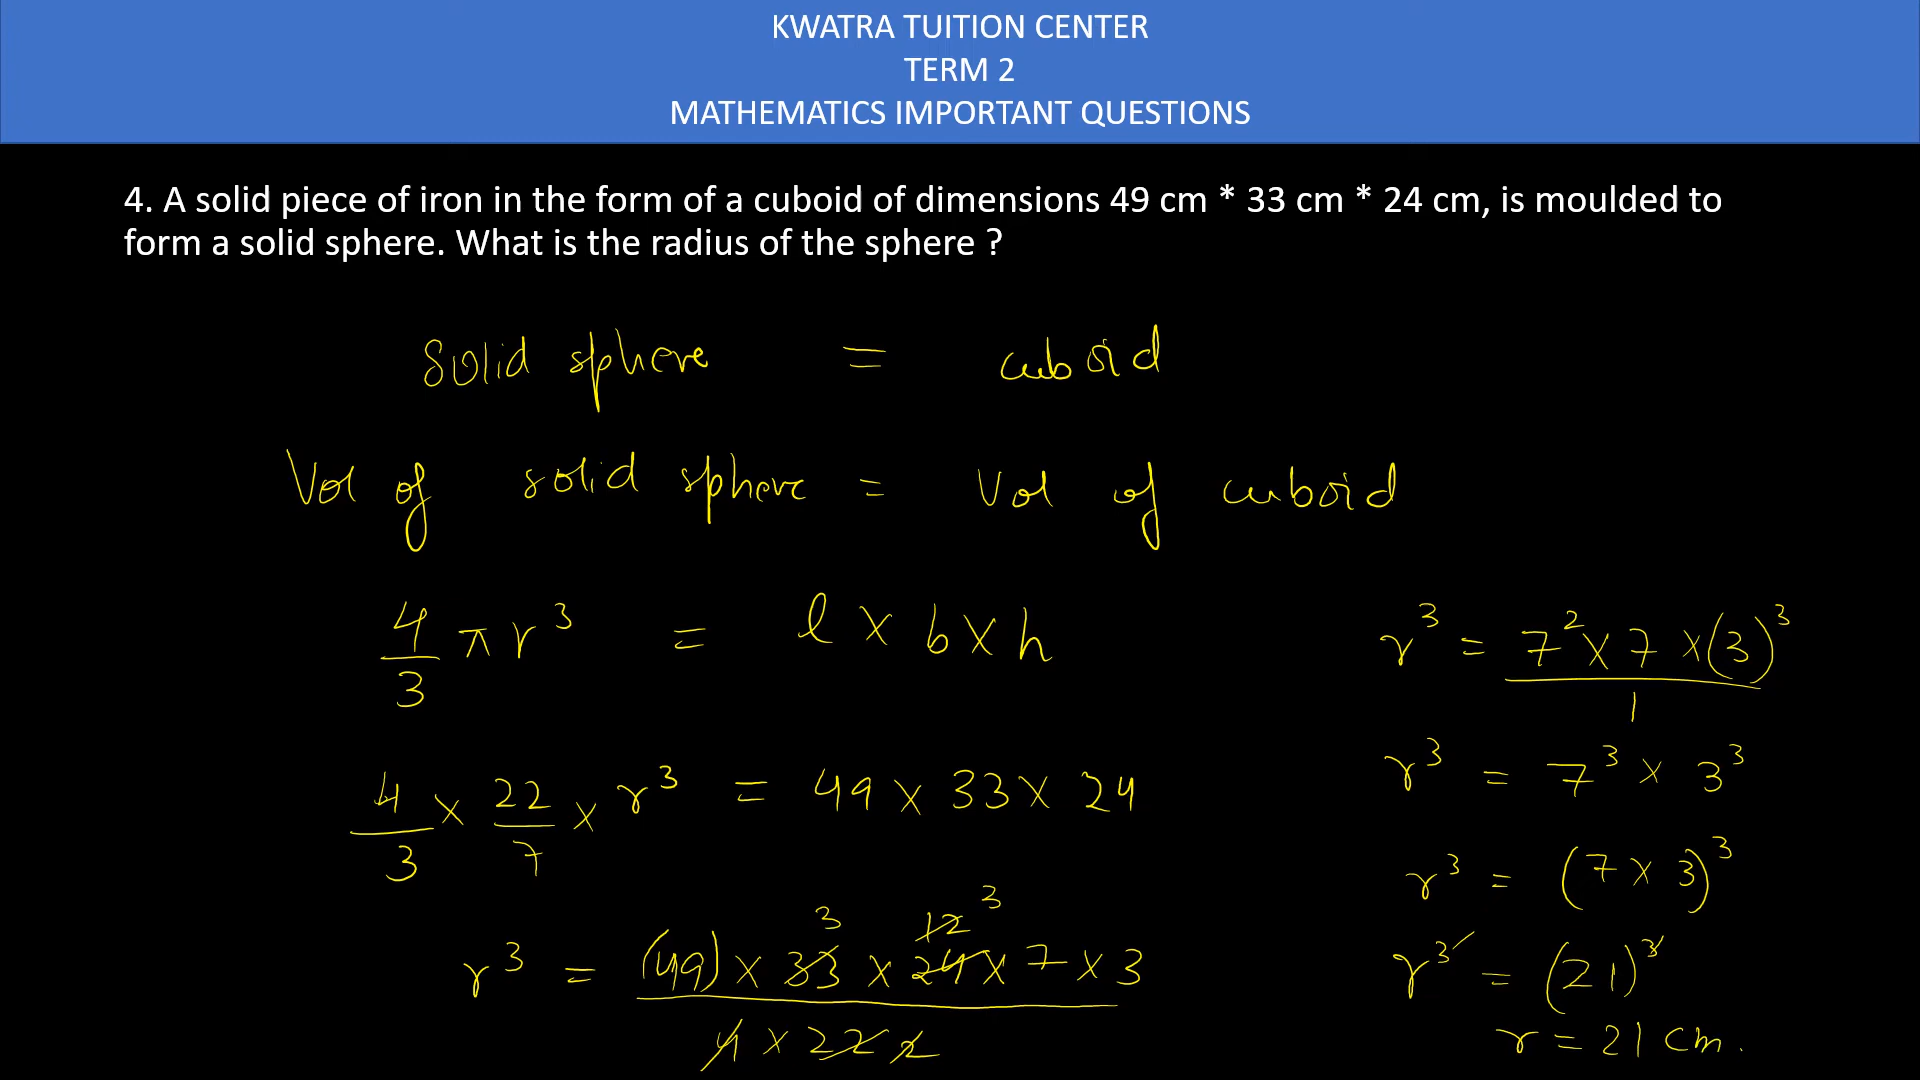 KWATRA TUITION CENTER
TERM 2
MATHEMATICS IMPORTANT QUESTIONS
4. A solid piece of iron in the form of a cuboid of dimensions 49 cm * 33 cm * 24 cm, is moulded to
form a solid sphere. What is the radius of the sphere ?
Solid sphere = cuboid
Vol of solid sphere = Vol of cuboid
4/3 π r³ = l × b × h
4/3 × 22/7 × r³ = 49 × 33 × 24
3 12 3
r³ = (49) × 33 × 24 × 7 × 3
4 × 22 2
r³ = 7² × 7 × (3)³
1
r³ = 7³ × 3³
r³ = (7 × 3)³
r³ = (21)³
r = 21 cm.